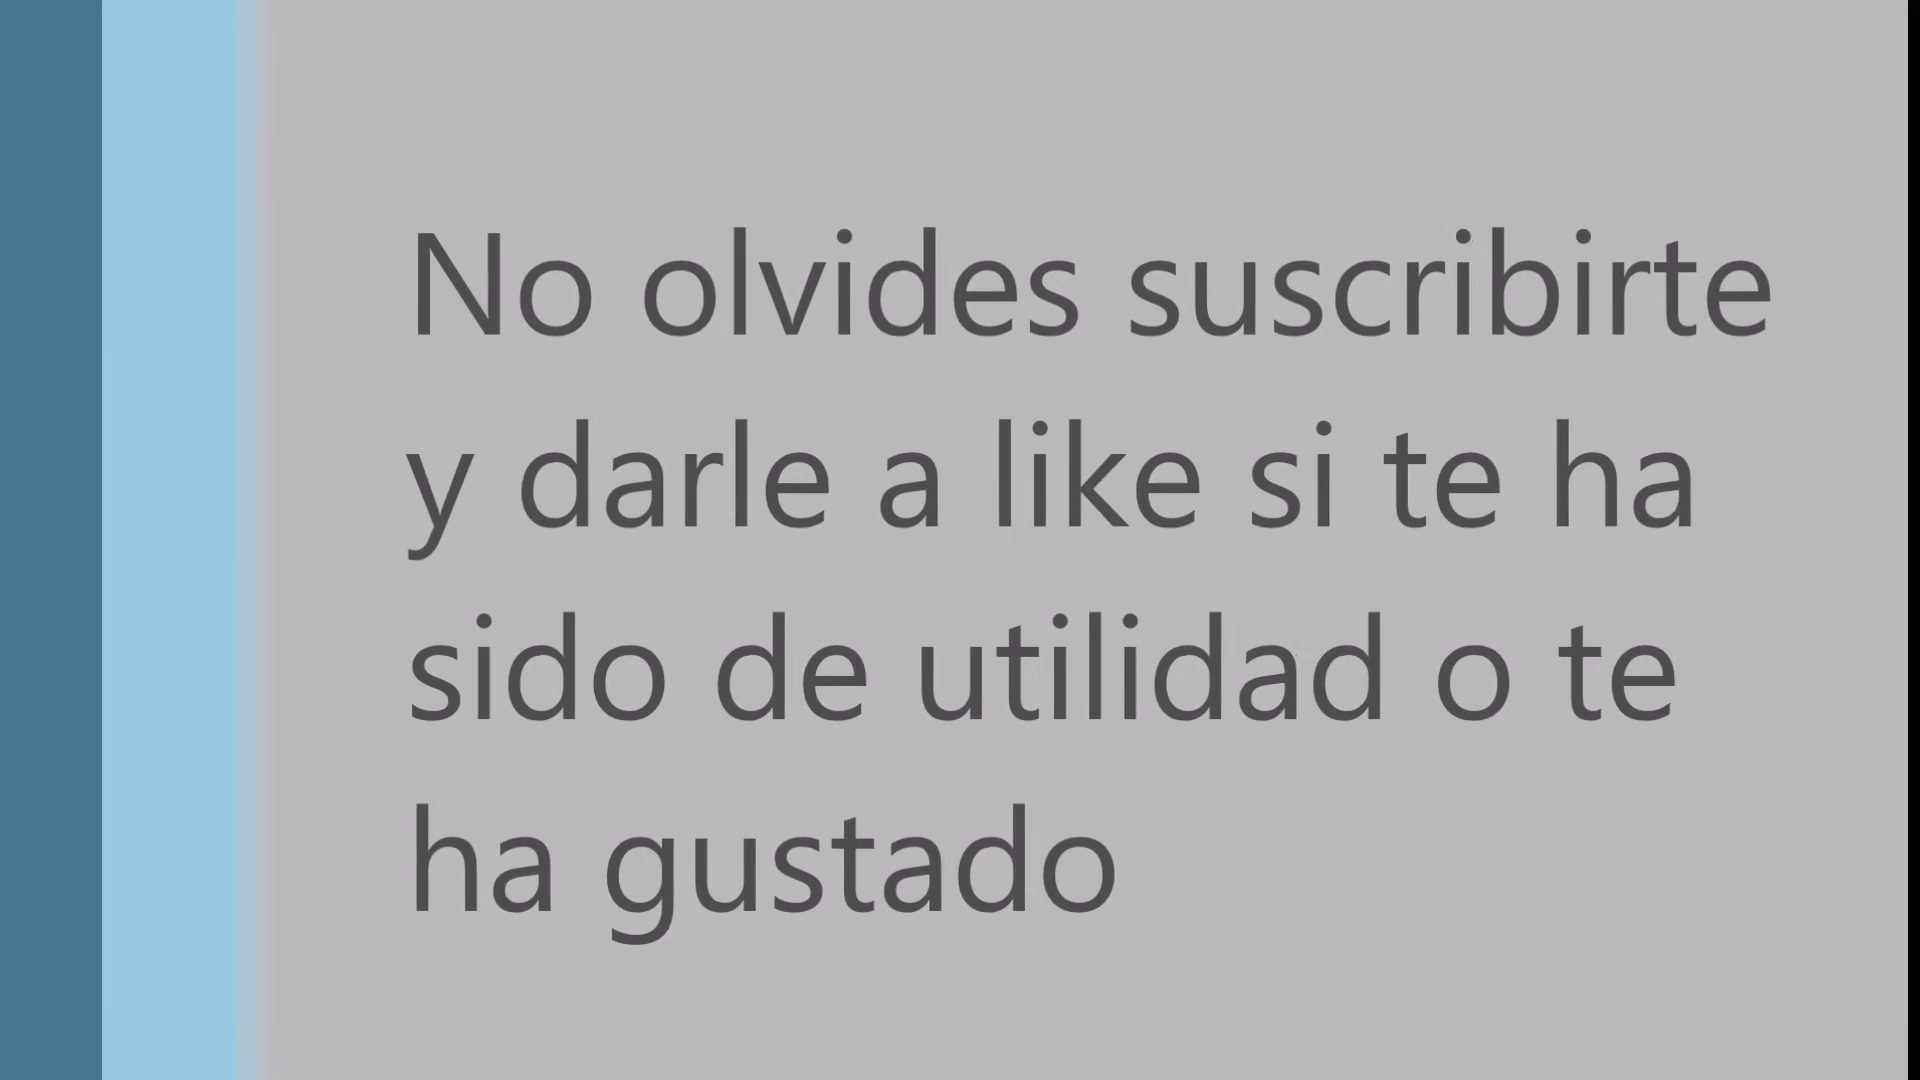 No olvides suscribirte
y darle a like si te ha
sido de utilidad o te
ha gustado